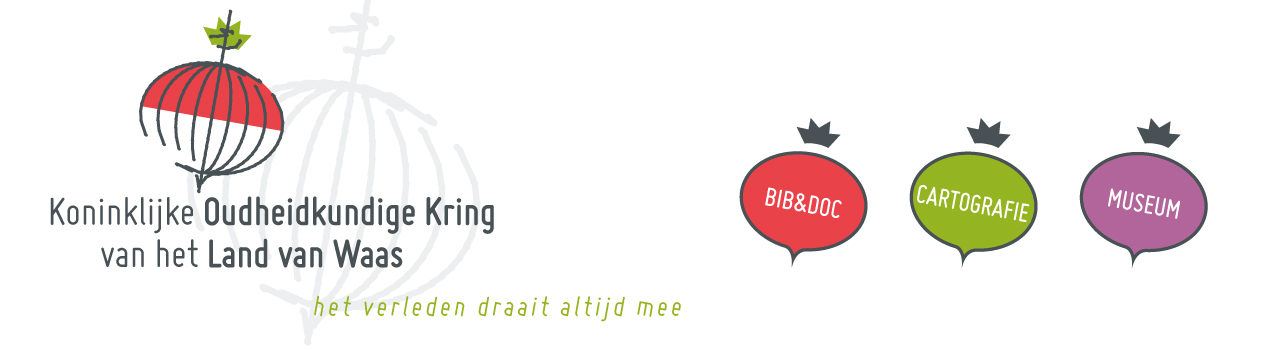 Koninklijke Oudheidkundige Kring
van het Land van Waas
het verleden draait altijd mee
BIB&DOC
CARTOGRAFIE
MUSEUM